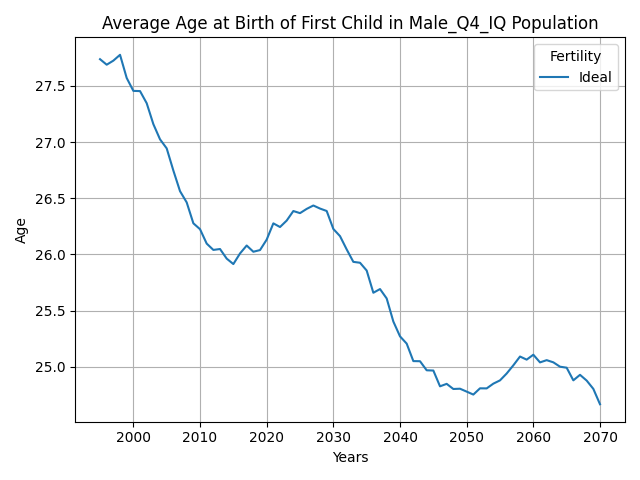 Average Age at Birth of First Child in Male_Q4_IQ Population
Fertility
Ideal
27.5
27.0
26.5
26.0
25.5
25.0
Age
2000 2010 2020 2030 2040 2050 2060 2070
Years